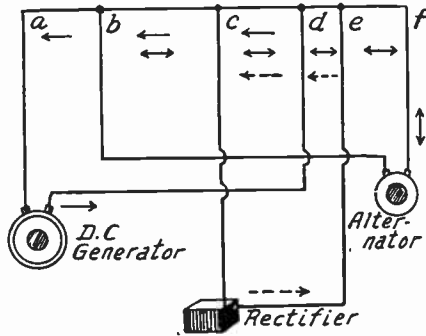 a b c d e f
D.C
Generator
Alter-
nator
Rectifier